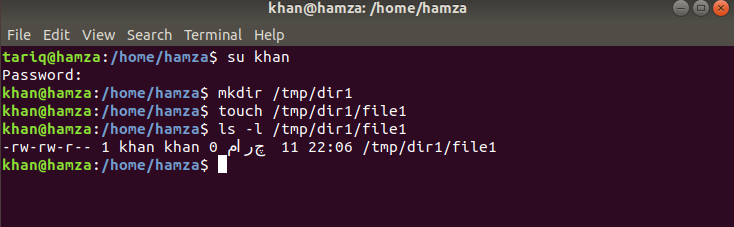 khan@hamza: /home/hamza
File Edit View Search Terminal Help
tariq@hamza:/home/hamza$ su khan
Password:
khan@hamza:/home/hamza$ mkdir /tmp/dir1
khan@hamza:/home/hamza$ touch /tmp/dir1/file1
khan@hamza:/home/hamza$ ls -l /tmp/dir1/file1
-rw-rw-r-- 1 khan khan 0 مارچ 11 22:06 /tmp/dir1/file1
khan@hamza:/home/hamza$